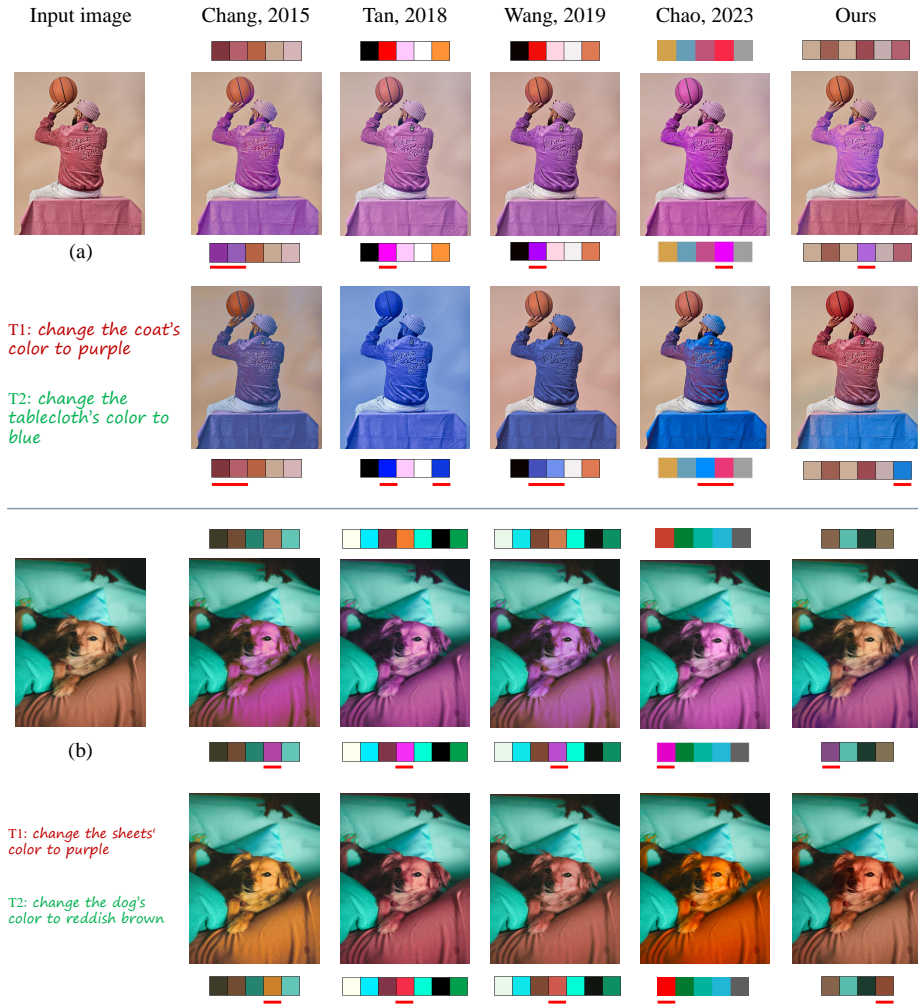 Input image
Chang, 2015
Tan, 2018
Wang, 2019
Chao, 2023
Ours
(a)
T1: change the coat's
color to purple
T2: change the
tablecloth's color to
blue
(b)
T1: change the sheets'
color to purple
T2: change the dog's
color to reddish brown